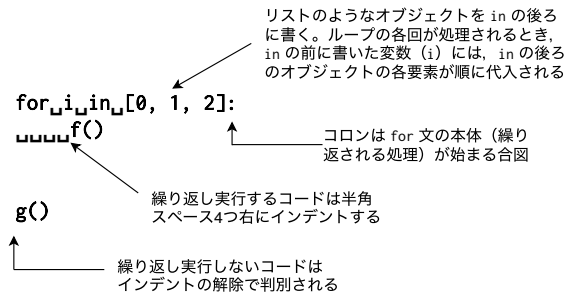 リストのようなオブジェクトを in の後ろ
に書く。ループの各回が処理されるとき，
in の前に書いた変数（i）には，in の後ろ
のオブジェクトの各要素が順に代入される
for␣i␣in␣[0, 1, 2]:
␣␣␣␣f()
コロンは for 文の本体（繰り
返される処理）が始まる合図
繰り返し実行するコードは半角
スペース4つ右にインデントする
g()
繰り返し実行しないコードは
インデントの解除で判別される